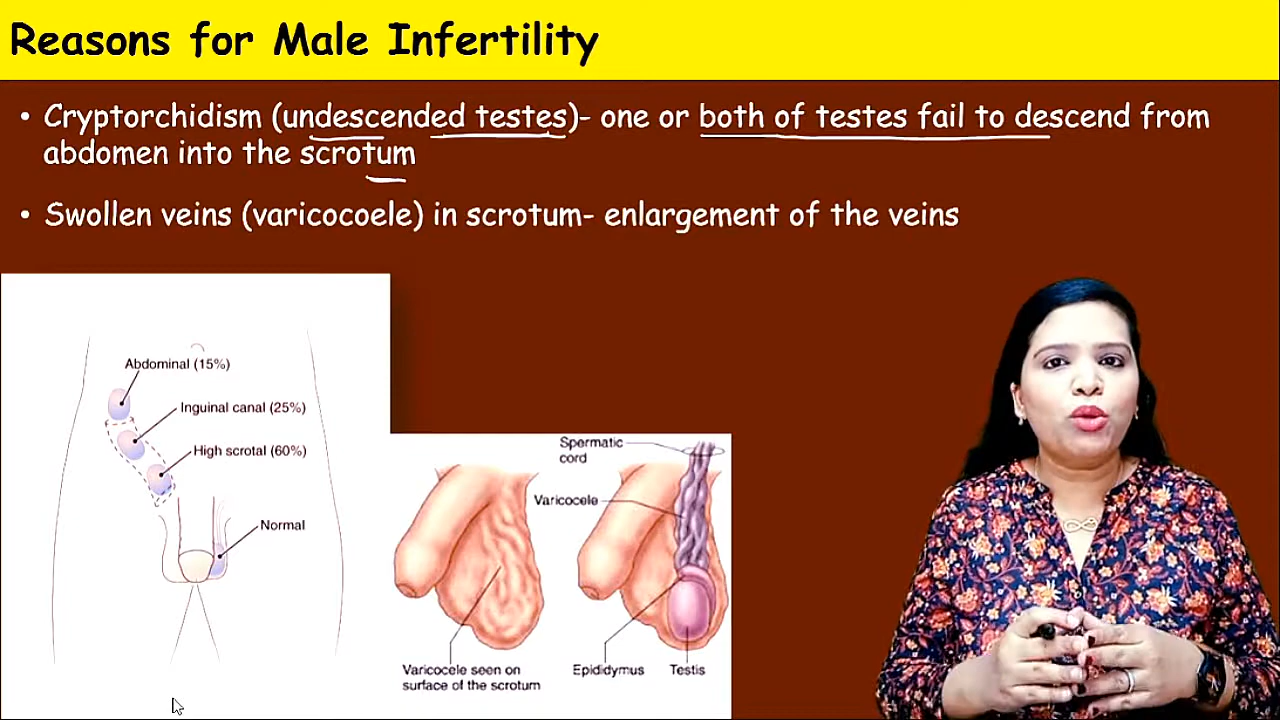 Reasons for Male Infertility
• Cryptorchidism (undescended testes)- one or both of testes fail to descend from
abdomen into the scrotum
• Swollen veins (varicocoele) in scrotum- enlargement of the veins
Abdominal (15%)
Inguinal canal (25%)
High scrotal (60%)
Normal
Spermatic
cord
Varicocele
Varicocele seen on
surface of the scrotum
Epididymus
Testis